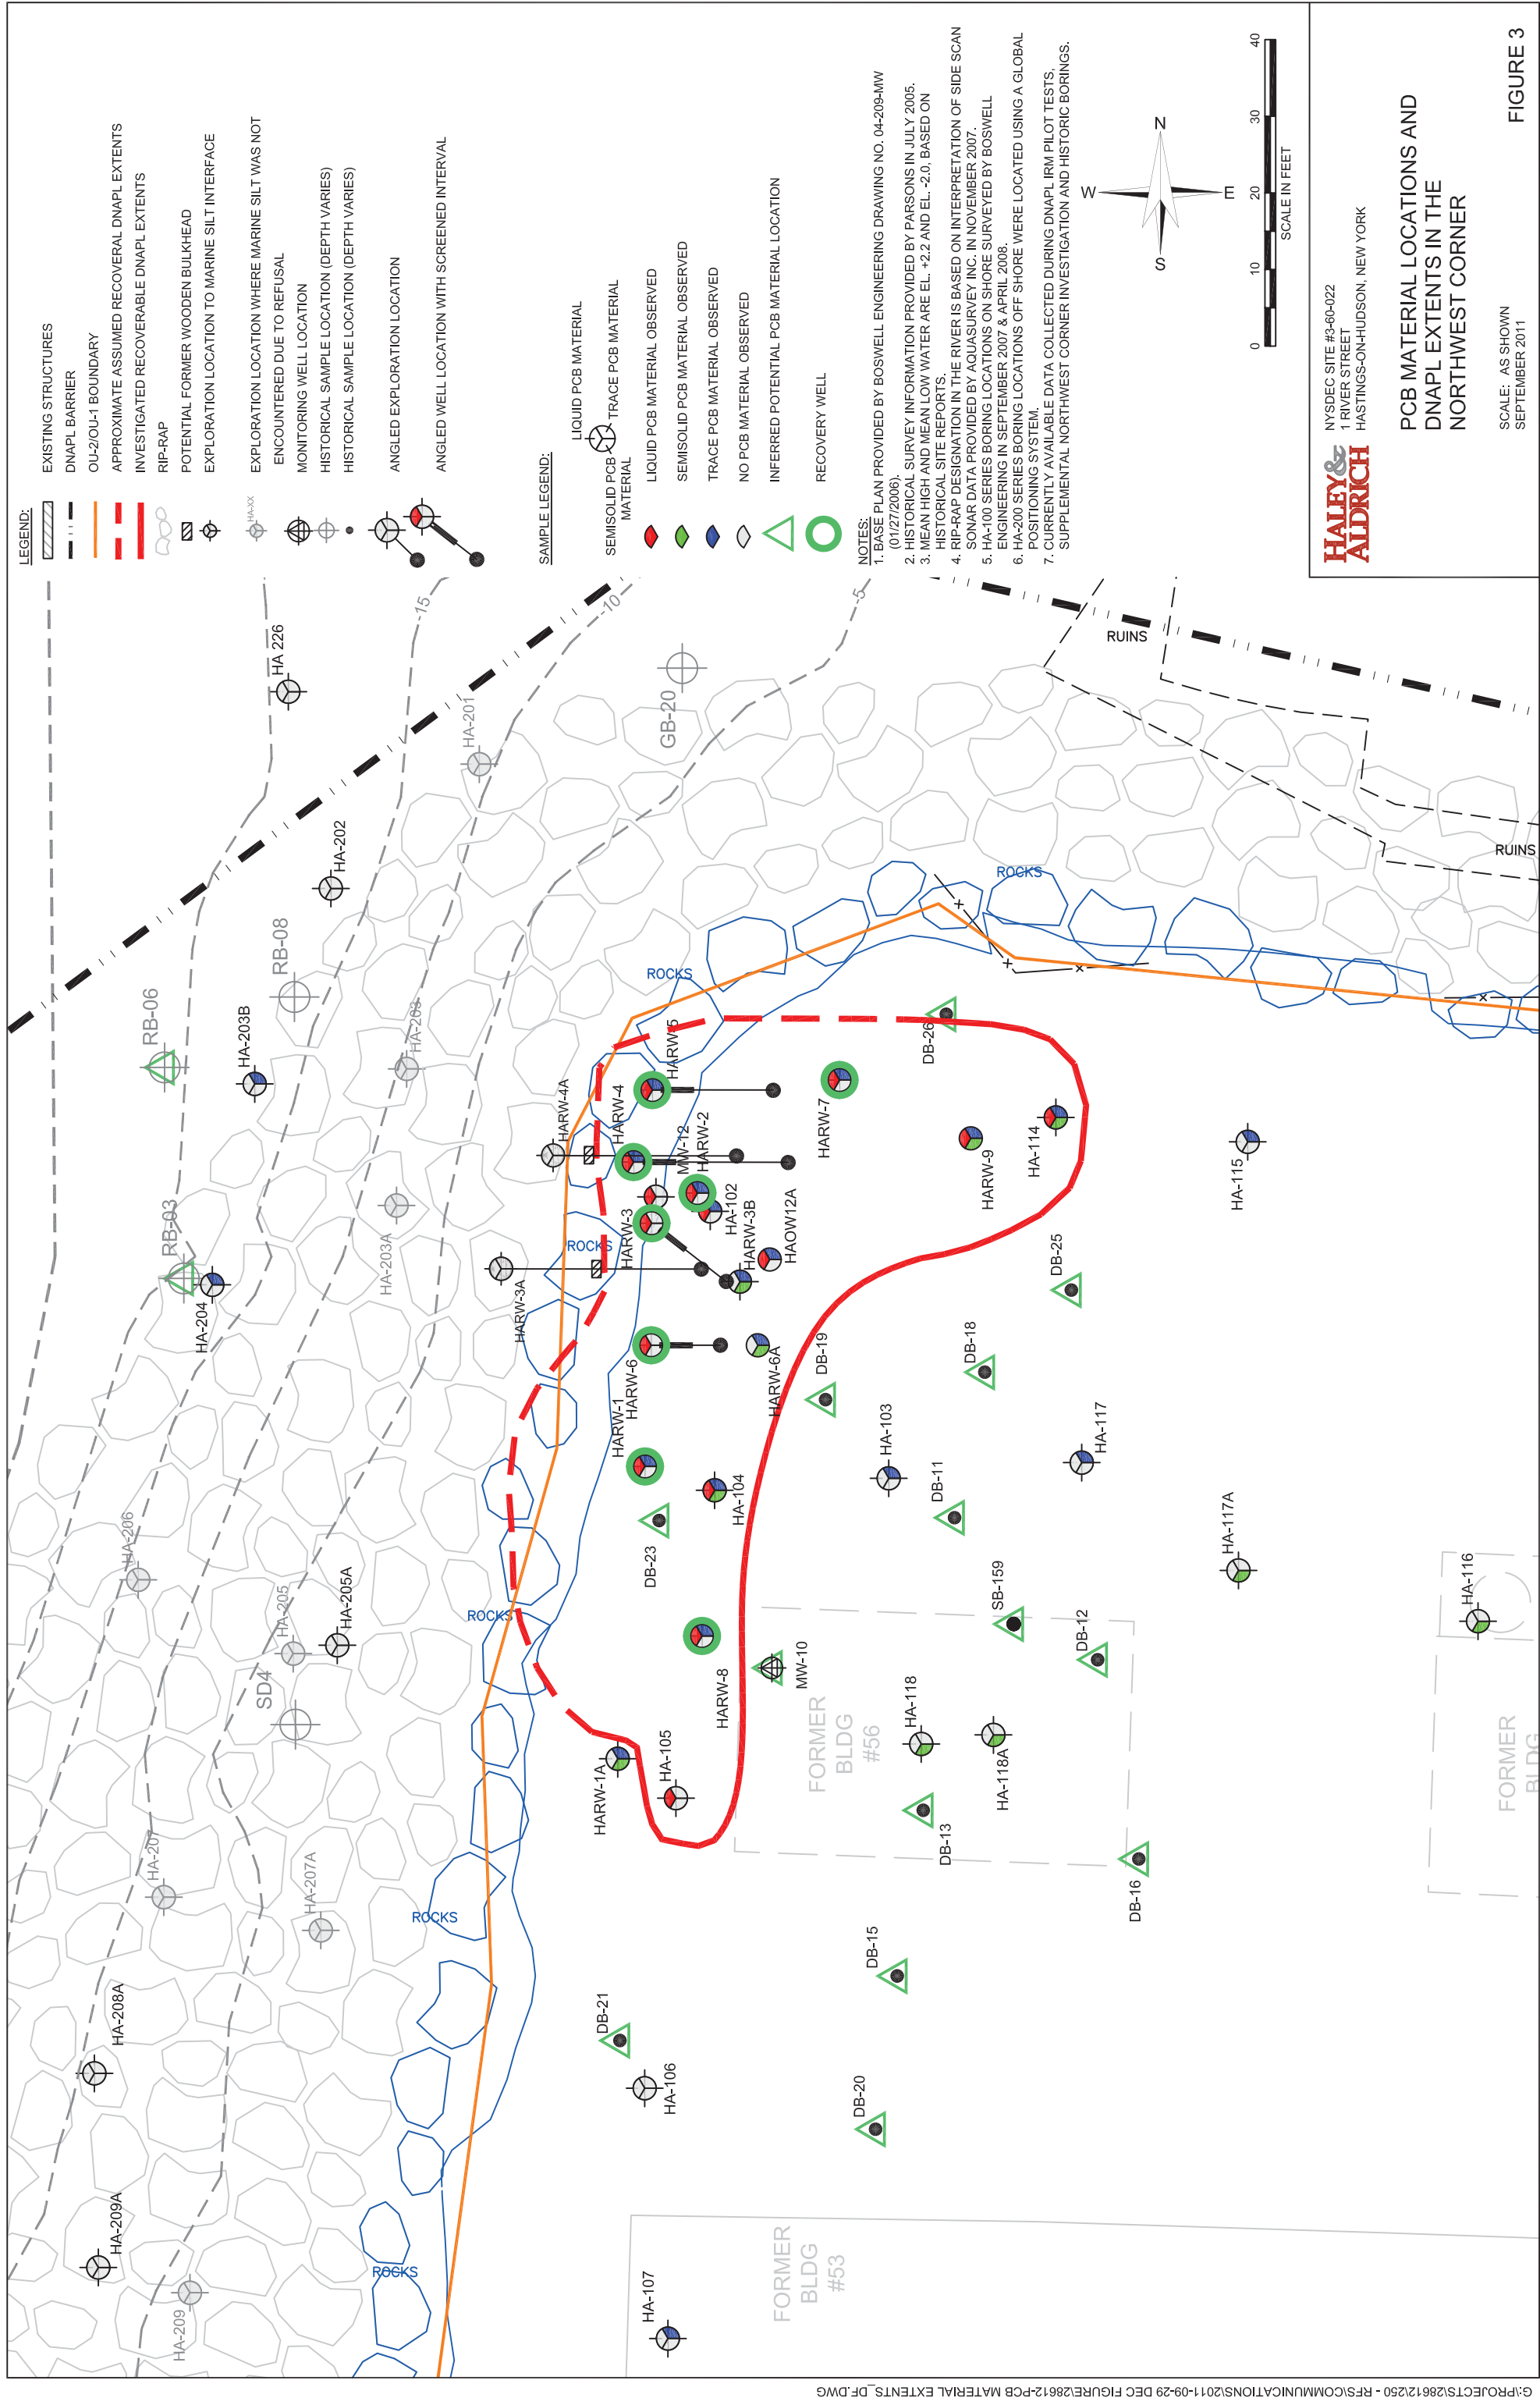 LEGEND:
EXISTING STRUCTURES
DNAPL BARRIER
OU-2/OU-1 BOUNDARY
APPROXIMATE ASSUMED RECOVERAL DNAPL EXTENTS
INVESTIGATED RECOVERABLE DNAPL EXTENTS
RIP-RAP
POTENTIAL FORMER WOODEN BULKHEAD
EXPLORATION LOCATION TO MARINE SILT INTERFACE
HA-XX
EXPLORATION LOCATION WHERE MARINE SILT WAS NOT
ENCOUNTERED DUE TO REFUSAL
MONITORING WELL LOCATION
HISTORICAL SAMPLE LOCATION (DEPTH VARIES)
HISTORICAL SAMPLE LOCATION (DEPTH VARIES)
ANGLED EXPLORATION LOCATION
ANGLED WELL LOCATION WITH SCREENED INTERVAL
SAMPLE LEGEND:
LIQUID PCB MATERIAL
SEMISOLID PCB
MATERIAL
TRACE PCB MATERIAL
LIQUID PCB MATERIAL OBSERVED
SEMISOLID PCB MATERIAL OBSERVED
TRACE PCB MATERIAL OBSERVED
NO PCB MATERIAL OBSERVED
INFERRED POTENTIAL PCB MATERIAL LOCATION
RECOVERY WELL
NOTES:
1. BASE PLAN PROVIDED BY BOSWELL ENGINEERING DRAWING NO. 04-209-MW
(01/27/2006).
2. HISTORICAL SURVEY INFORMATION PROVIDED BY PARSONS IN JULY 2005.
3. MEAN HIGH AND MEAN LOW WATER ARE EL. +2.2 AND EL. -2.0, BASED ON
HISTORICAL SITE REPORTS.
4. RIP-RAP DESIGNATION IN THE RIVER IS BASED ON INTERPRETATION OF SIDE SCAN
SONAR DATA PROVIDED BY AQUASURVEY INC. IN NOVEMBER 2007.
5. HA-100 SERIES BORING LOCATIONS ON SHORE SURVEYED BY BOSWELL
ENGINEERING IN SEPTEMBER 2007 & APRIL 2008.
6. HA-200 SERIES BORING LOCATIONS OFF SHORE WERE LOCATED USING A GLOBAL
POSITIONING SYSTEM.
7. CURRENTLY AVAILABLE DATA COLLECTED DURING DNAPL IRM PILOT TESTS,
SUPPLEMENTAL NORTHWEST CORNER INVESTIGATION AND HISTORIC BORINGS.
W
N
S
E
0
10
20
30
40
SCALE IN FEET
HALEY&
ALDRICH
NYSDEC SITE #3-60-022
1 RIVER STREET
HASTINGS-ON-HUDSON, NEW YORK
PCB MATERIAL LOCATIONS AND
DNAPL EXTENTS IN THE
NORTHWEST CORNER
SCALE: AS SHOWN
SEPTEMBER 2011
FIGURE 3
HA 226
-15
-10
-5
HA-201
GB-20
RUINS
RUINS
HA-202
RB-08
RB-06
HA-203B
HA-203
RB-03
HA-204
HA-203A
ROCKS
ROCKS
HARW-4A
HARW-5
HARW-4
MW-12
HARW-2
HARW-3
HA-102
HARW-3B
HAOW12A
HARW-7
DB-26
HARW-9
HA-114
HA-115
HARW-3A
ROCKS
HARW-6
HARW-6A
HARW-1
HA-104
DB-19
DB-18
DB-25
DB-23
HA-103
DB-11
HA-117
HA-117A
HA-116
SB-159
DB-12
HA-206
HA-205
HA-205A
SD4
ROCKS
HARW-8
MW-10
FORMER
BLDG
#56
HA-118
HA-118A
HARW-1A
HA-105
DB-13
DB-16
FORMER
BLDG
HA-207
HA-207A
ROCKS
DB-15
DB-21
HA-106
DB-20
HA-208A
HA-209A
HA-209
ROCKS
HA-107
FORMER
BLDG
#53
G:\PROJECTS\28612\250 - RFS\COMMUNICATIONS\2011-09-29 DEC FIGURE\28612-PCB MATERIAL EXTENTS_DF.DWG